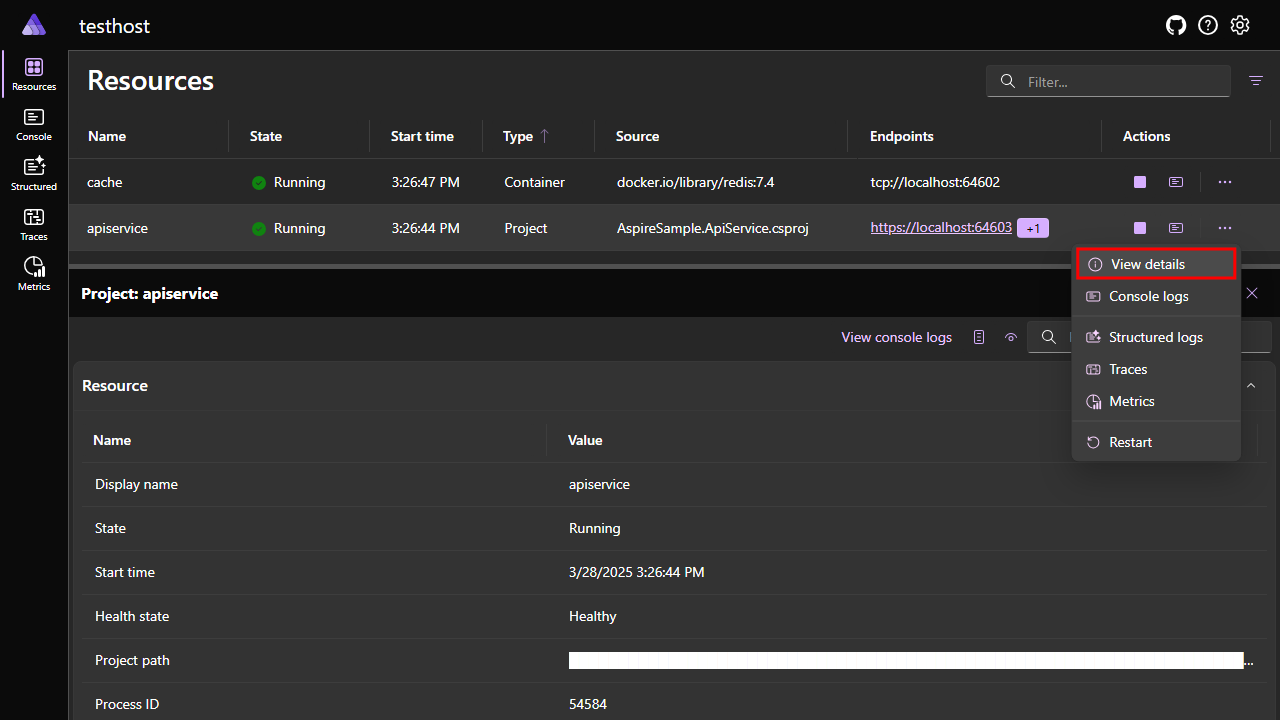 testhost
Resources
Console
Structured
Traces
Metrics
Resources
Filter...
Name State Start time Type Source Endpoints Actions
cache Running 3:26:47 PM Container docker.io/library/redis:7.4 tcp://localhost:64602
apiservice Running 3:26:44 PM Project AspireSample.ApiService.csproj https://localhost:64603 +1
View details
Console logs
Structured logs
Traces
Metrics
Restart
Project: apiservice
View console logs
Resource
Name Value
Display name apiservice
State Running
Start time 3/28/2025 3:26:44 PM
Health state Healthy
Project path ...
Process ID 54584